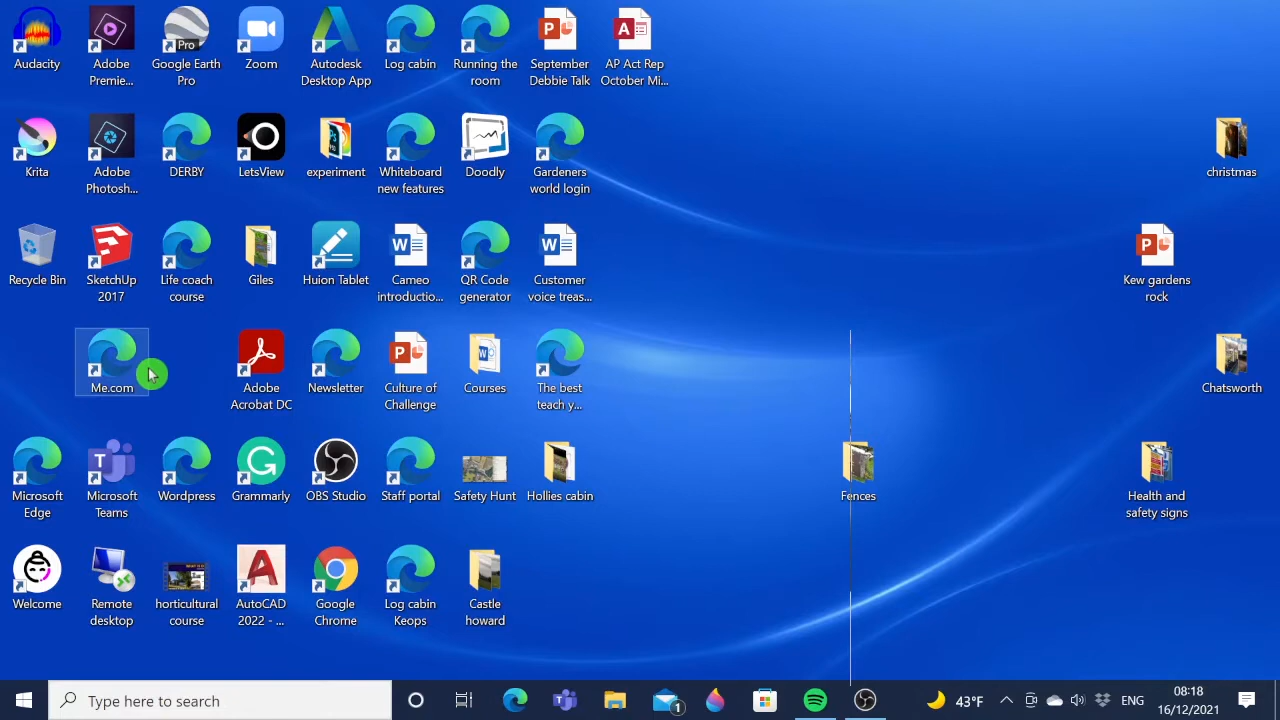 Audacity
Adobe
Premie...
Pro
Google Earth
Pro
Zoom
Autodesk
Desktop App
Log cabin
Running the
room
September
Debbie Talk
AP Act Rep
October Mi...
Krita
Adobe
Photosh...
DERBY
LetsView
experiment
Whiteboard
new features
Doodly
Gardeners
world login
christmas
Recycle Bin
SketchUp
2017
Life coach
course
Giles
Huion Tablet
Cameo
introductio...
QR Code
generator
Customer
voice treas...
Kew gardens
rock
Me.com
Adobe
Acrobat DC
Newsletter
Culture of
Challenge
Courses
The best
teach y...
Chatsworth
Microsoft
Edge
Microsoft
Teams
Wordpress
Grammarly
OBS Studio
Staff portal
Safety Hunt
Hollies cabin
Fences
Health and
safety signs
Welcome
Remote
desktop
horticultural
course
AutoCAD
2022 - ...
Google
Chrome
Log cabin
Keops
Castle
howard
Type here to search
1
43°F
ENG
08:18
16/12/2021